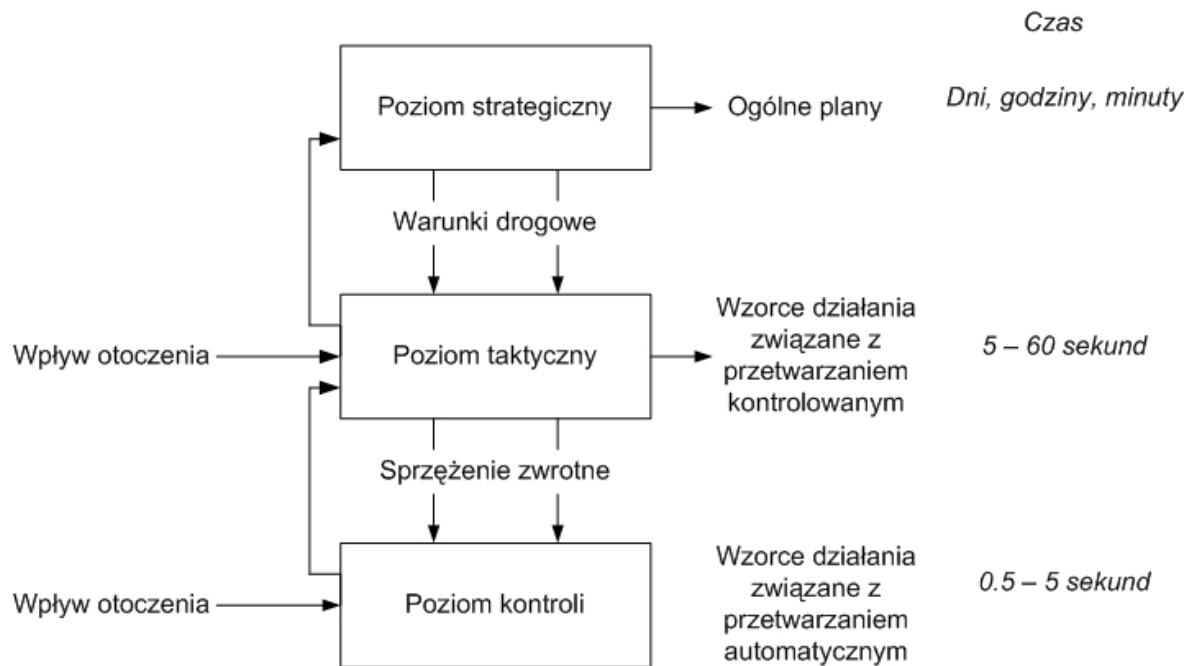 Czas
Poziom strategiczny
Ogólne plany
Dni, godziny, minuty
Warunki drogowe
Wpływ otoczenia
Poziom taktyczny
Wzorce działania
związane z
przetwarzaniem
kontrolowanym
5 – 60 sekund
Sprzężenie zwrotne
Wpływ otoczenia
Poziom kontroli
Wzorce działania
związane z
przetwarzaniem
automatycznym
0.5 – 5 sekund